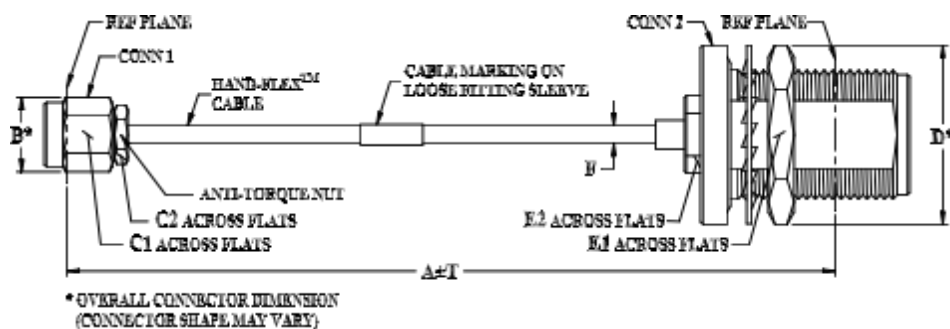 REF PLANE
CONN 2
REF PLANE
CONN 1
HAND-FLEX™
CABLE
CABLE MARKING ON
LOOSE FITTING SLEEVE
B*
D*
F
ANTI-TORQUE NUT
C2 ACROSS FLATS
C1 ACROSS FLATS
E2 ACROSS FLATS
E1 ACROSS FLATS
A±T
* OVERALL CONNECTOR DIMENSION
(CONNECTOR SHAPE MAY VARY)